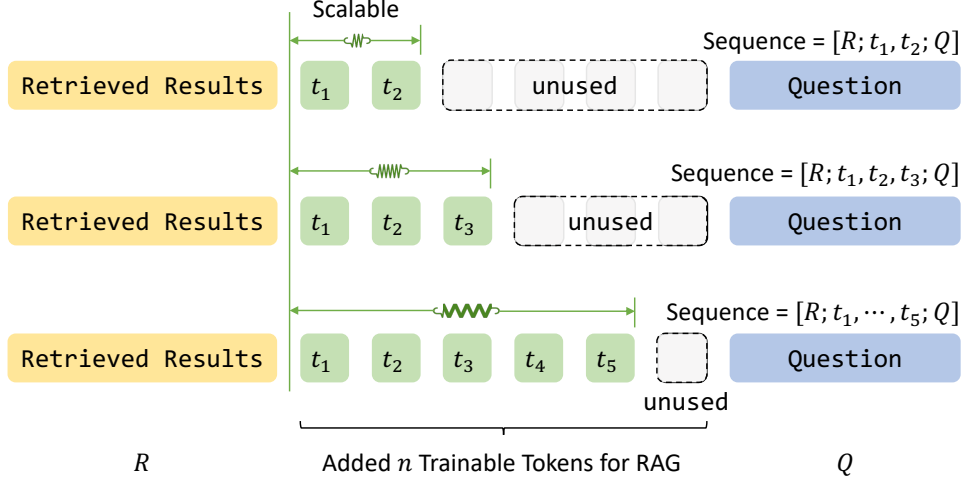 Scalable
Sequence = [R; t₁, t₂; Q]
Retrieved Results t₁ t₂ unused Question
Sequence = [R; t₁, t₂, t₃; Q]
Retrieved Results t₁ t₂ t₃ unused Question
Sequence = [R; t₁, ⋯, t₅; Q]
Retrieved Results t₁ t₂ t₃ t₄ t₅ Question
unused
R Added n Trainable Tokens for RAG Q